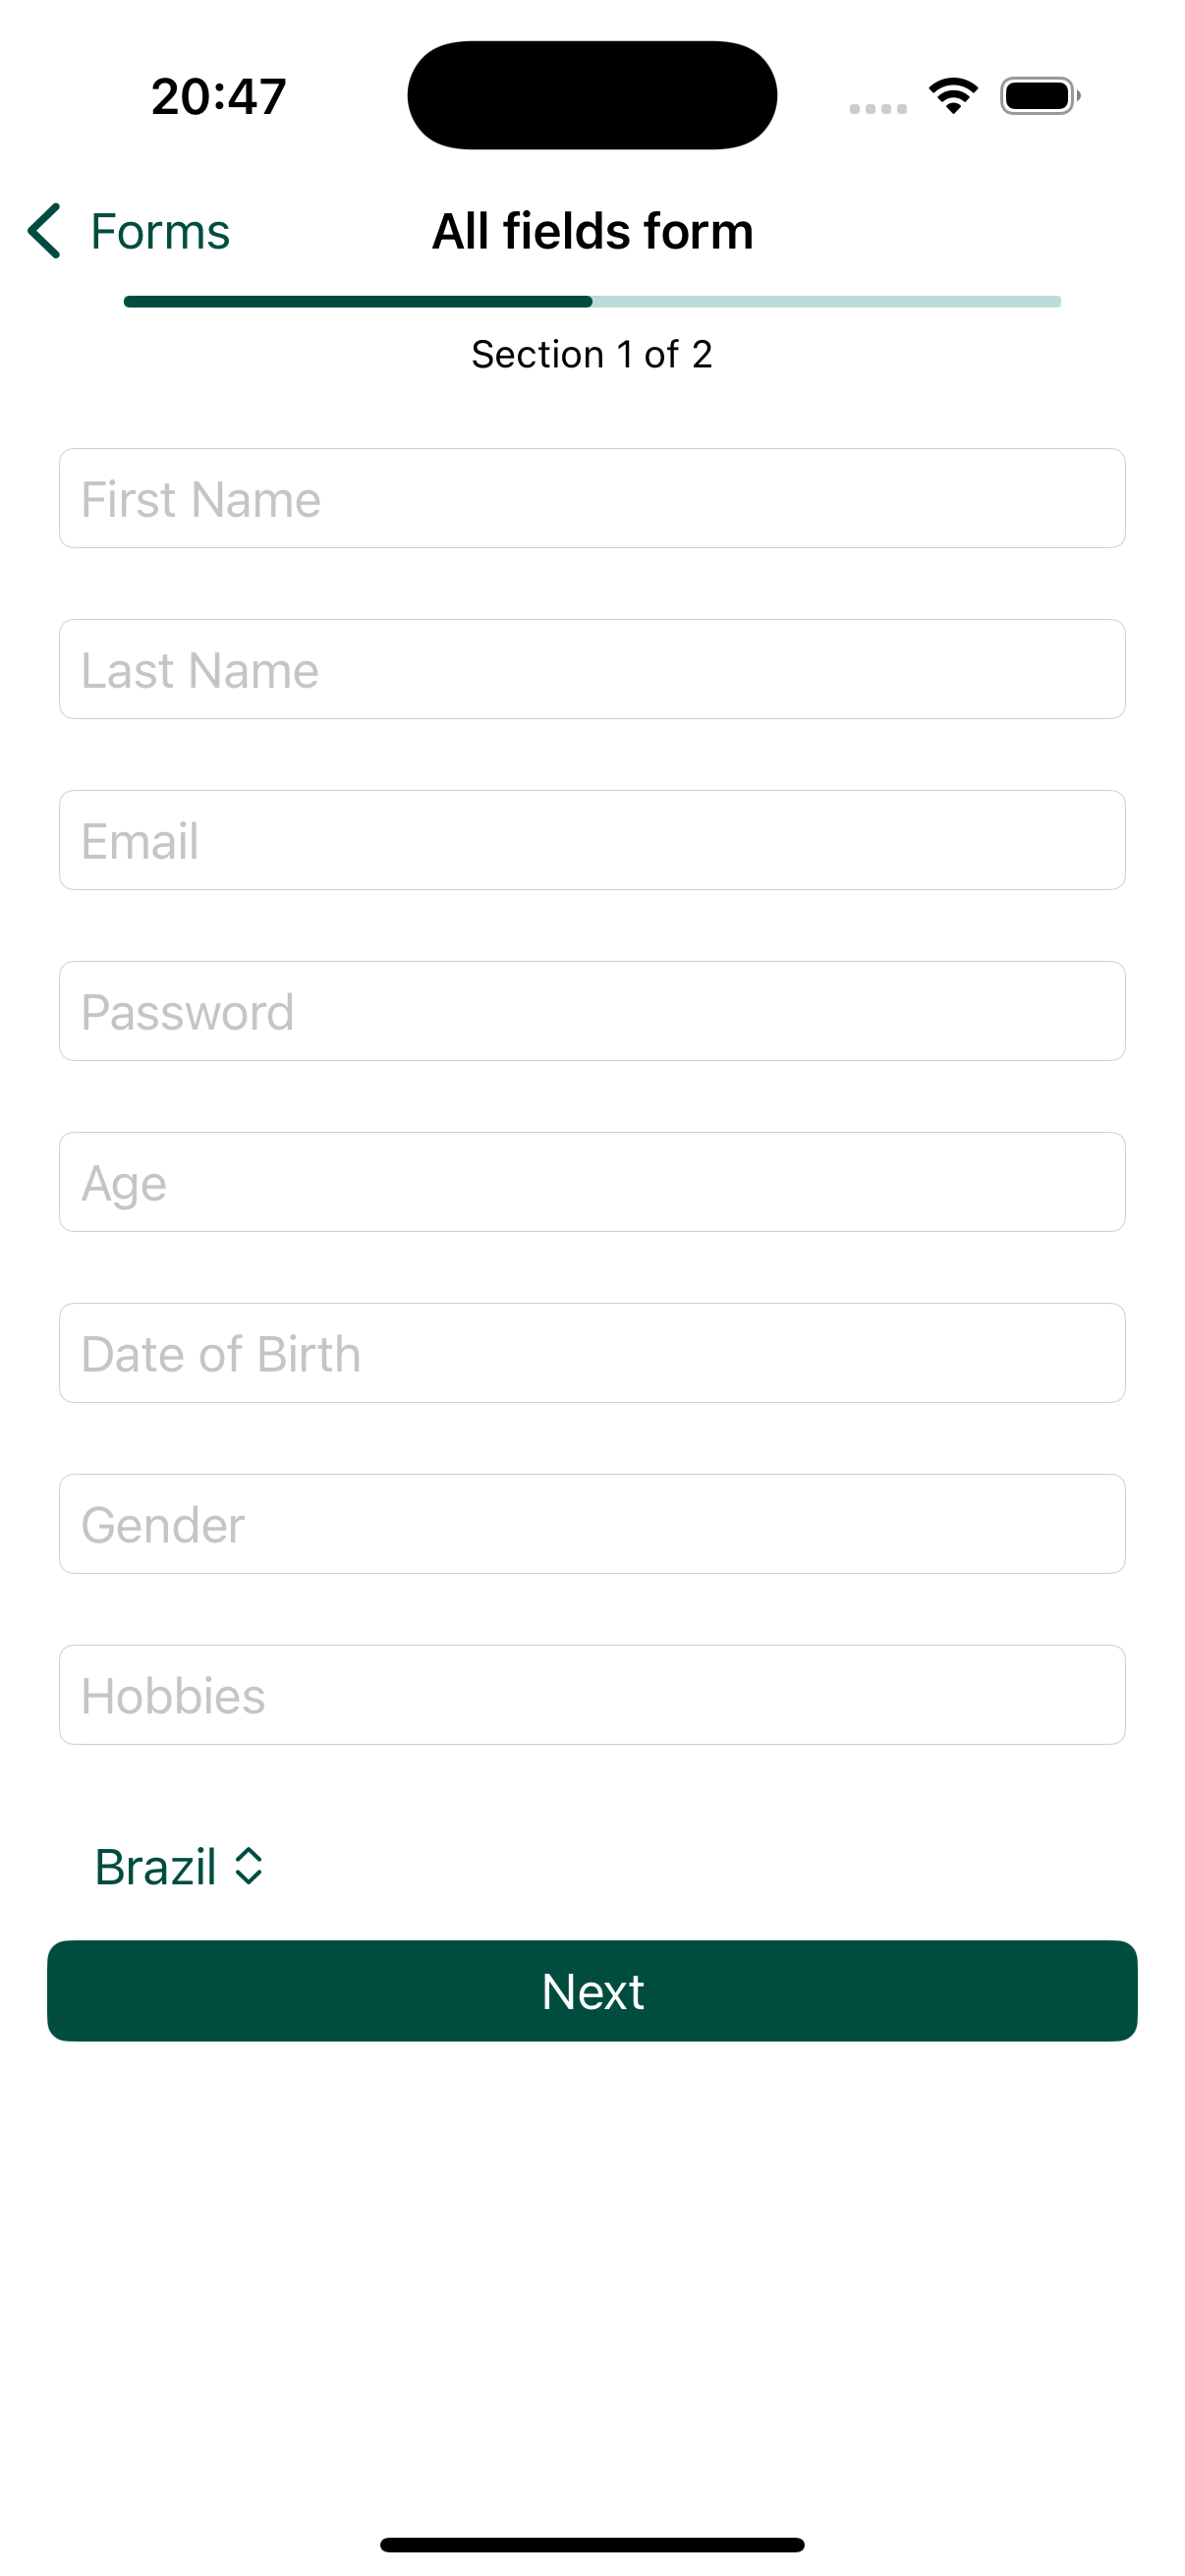 20:47
Forms
All fields form
Section 1 of 2
First Name
Last Name
Email
Password
Age
Date of Birth
Gender
Hobbies
Brazil
Next